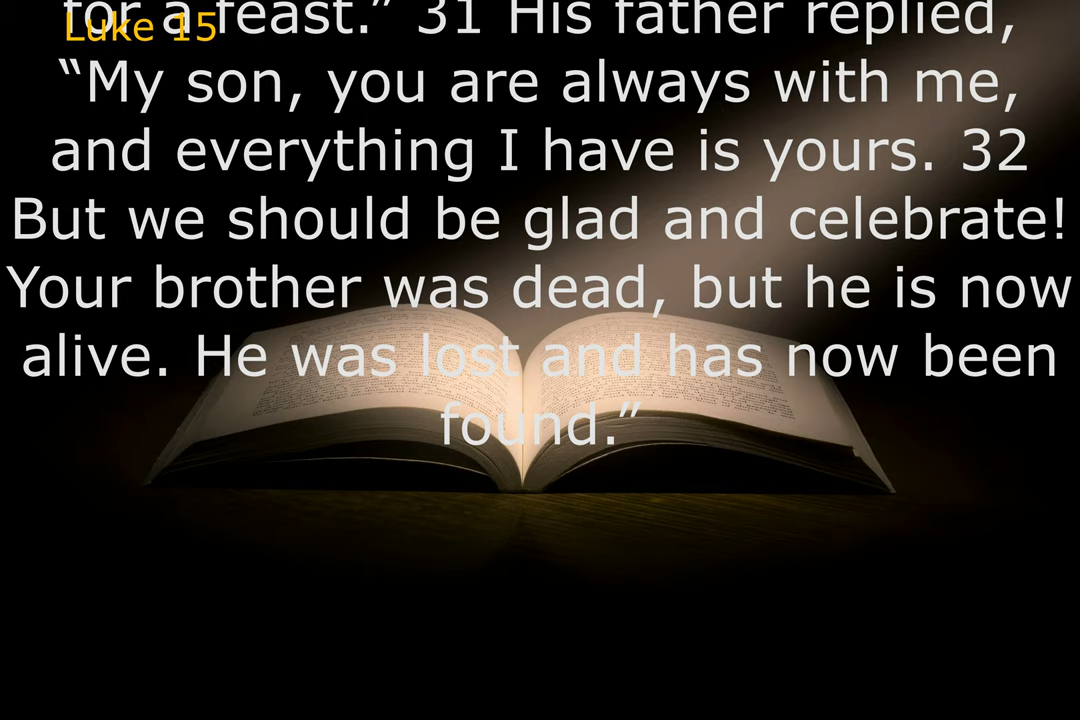 for a feast.” 31 His father replied,
Luke 15
“My son, you are always with me,
and everything I have is yours. 32
But we should be glad and celebrate!
Your brother was dead, but he is now
alive. He was lost and has now been
found.”